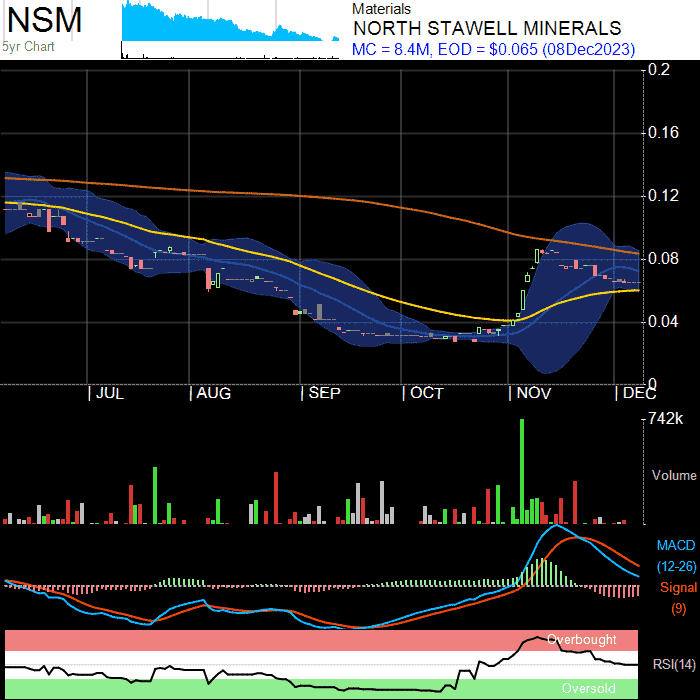 NSM
5yr Chart
Materials
NORTH STAWELL MINERALS
MC = 8.4M, EOD = $0.065 (08Dec2023)
0.2
0.16
0.12
0.08
0.04
0
JUL AUG SEP OCT NOV DEC
742k
Volume
MACD
(12-26)
Signal
(9)
Overbought
RSI(14)
Oversold